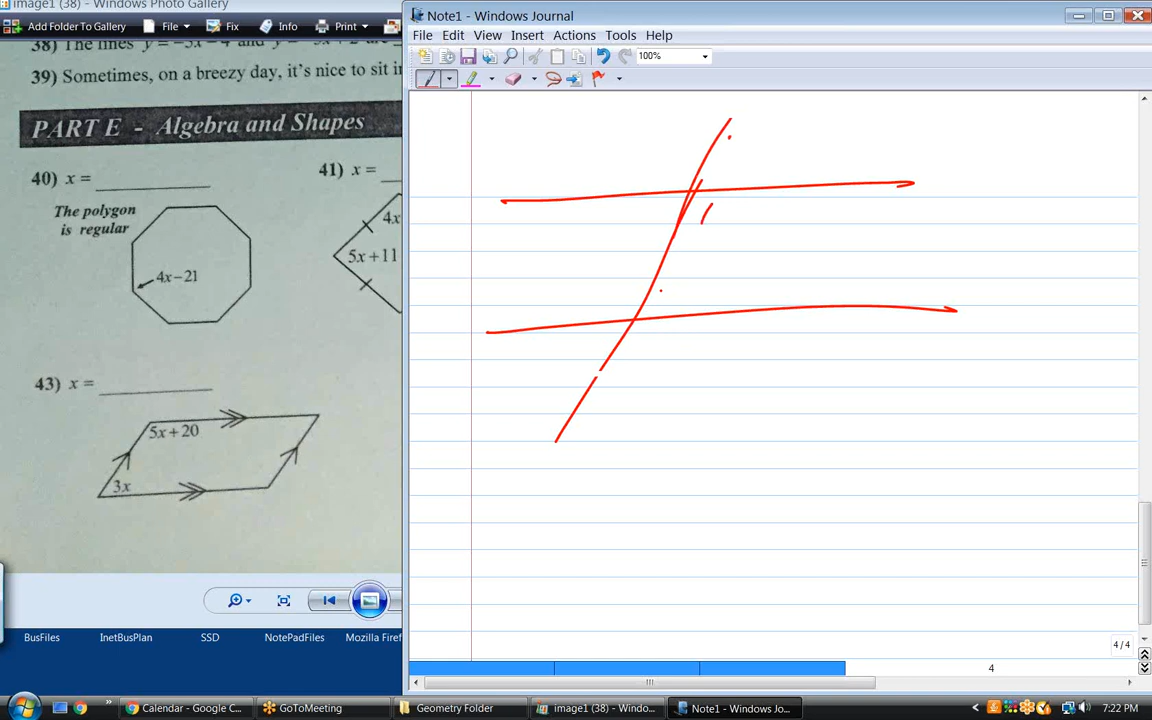 image1 (38) - Windows Photo Gallery
Add Folder To Gallery File Fix Info Print
38) The lines y = -5x - 4 and y
39) Sometimes, on a breezy day, it's nice to sit i
PART E - Algebra and Shapes
40) x =
41) x =
The polygon
is regular
4x-21
4x
5x+11
43) x =
5x+20
3x
BusFiles InetBusPlan SSD NotePadFiles Mozilla Firef
Note1 - Windows Journal
File Edit View Insert Actions Tools Help
100%
4/4
4
Calendar - Google C... GoToMeeting Geometry Folder image1 (38) - Windo... Note1 - Windows Jo... 7:22 PM